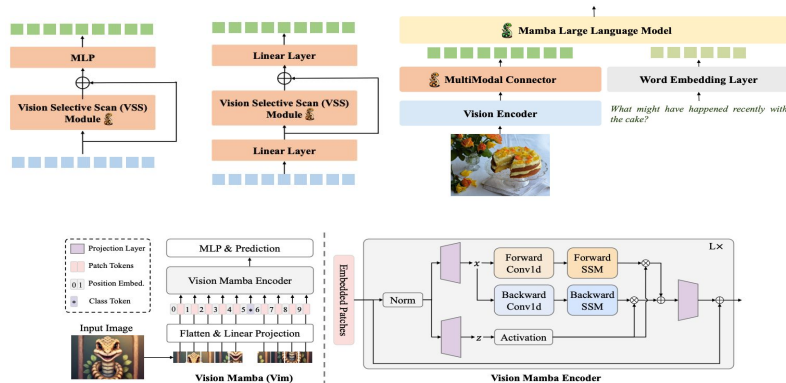 MLP
Vision Selective Scan (VSS)
Module
Linear Layer
Vision Selective Scan (VSS)
Module
Linear Layer
Mamba Large Language Model
MultiModal Connector
Word Embedding Layer
Vision Encoder
What might have happened recently with
the cake?
Projection Layer
Patch Tokens
0 1 Position Embed.
* Class Token
Input Image
MLP & Prediction
Vision Mamba Encoder
0 1 2 3 4 5 * 6 7 8 9
Flatten & Linear Projection
Vision Mamba (Vim)
Embedded Patches
Norm
x
z
Forward
Conv1d
Forward
SSM
Backward
Conv1d
Backward
SSM
Activation
L×
Vision Mamba Encoder